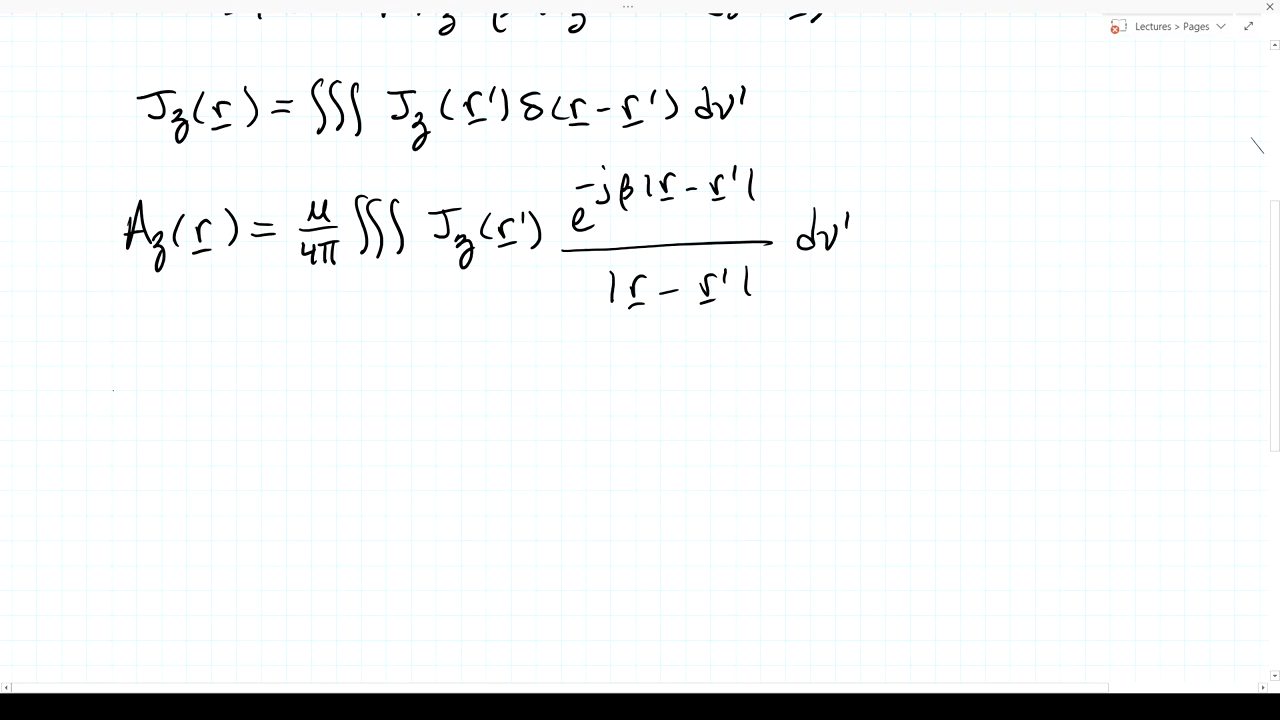 Lectures > Pages
J_z(r) = ∭ J_z(r')δ(r - r') dv'
A_z(r) = μ/4π ∭ J_z(r') e^{-jβ|r - r'|}/|r - r'| dv'